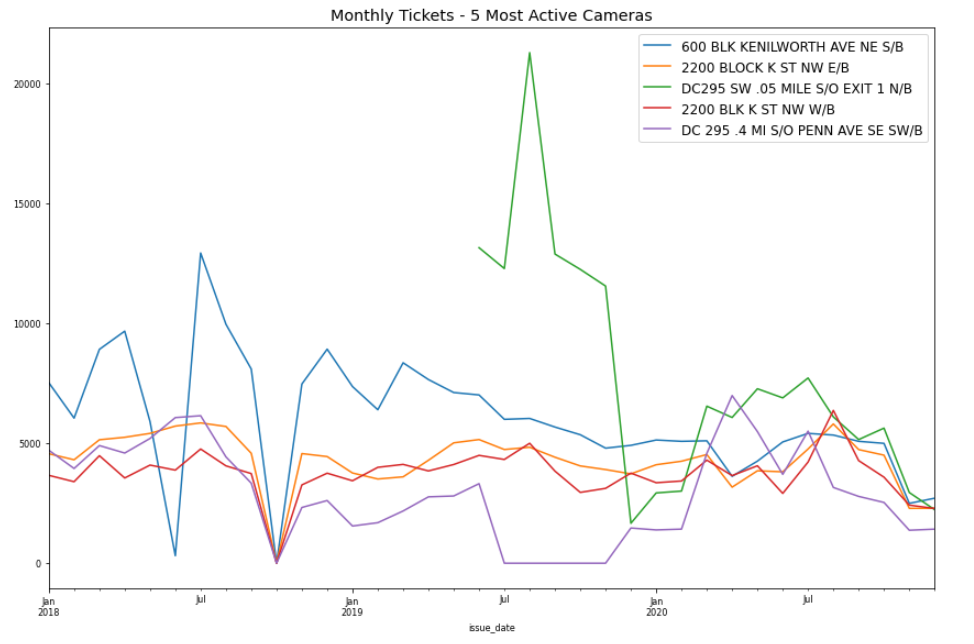 Monthly Tickets - 5 Most Active Cameras
600 BLK KENILWORTH AVE NE S/B
2200 BLOCK K ST NW E/B
DC295 SW .05 MILE S/O EXIT 1 N/B
2200 BLK K ST NW W/B
DC 295 .4 MI S/O PENN AVE SE SW/B
20000
15000
10000
5000
0
Jan Jul Jan Jul Jan Jul
2018 2019 2020
issue_date